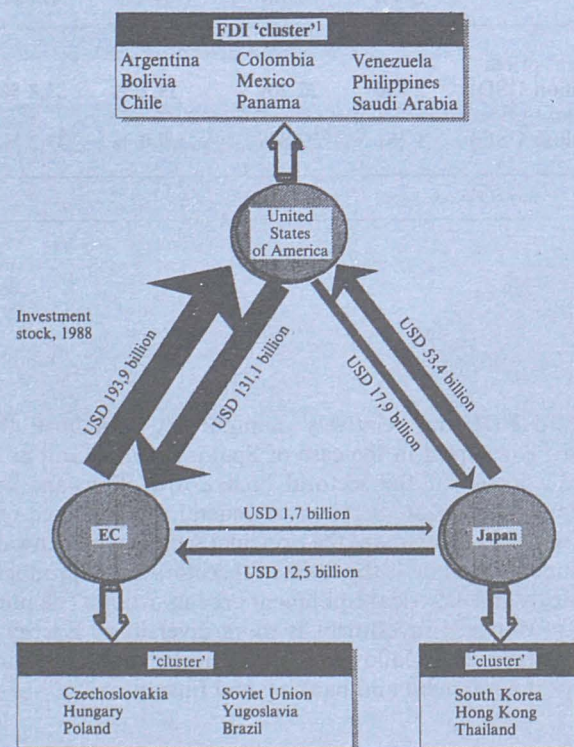 FDI 'cluster'1
Argentina Colombia Venezuela
Bolivia Mexico Philippines
Chile Panama Saudi Arabia
United
States
of America
Investment
stock, 1988
USD 193,9 billion
USD 131,1 billion
USD 17,9 billion
USD 53,4 billion
EC
USD 1,7 billion
Japan
USD 12,5 billion
'cluster'
Czechoslovakia Soviet Union
Hungary Yugoslavia
Poland Brazil
'cluster'
South Korea
Hong Kong
Thailand